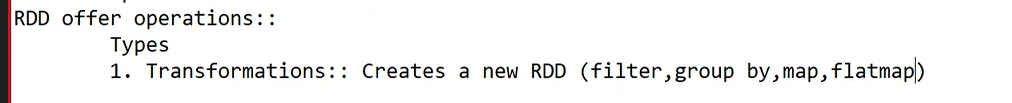 RDD offer operations::
Types
1. Transformations:: Creates a new RDD (filter,group by,map,flatmap)